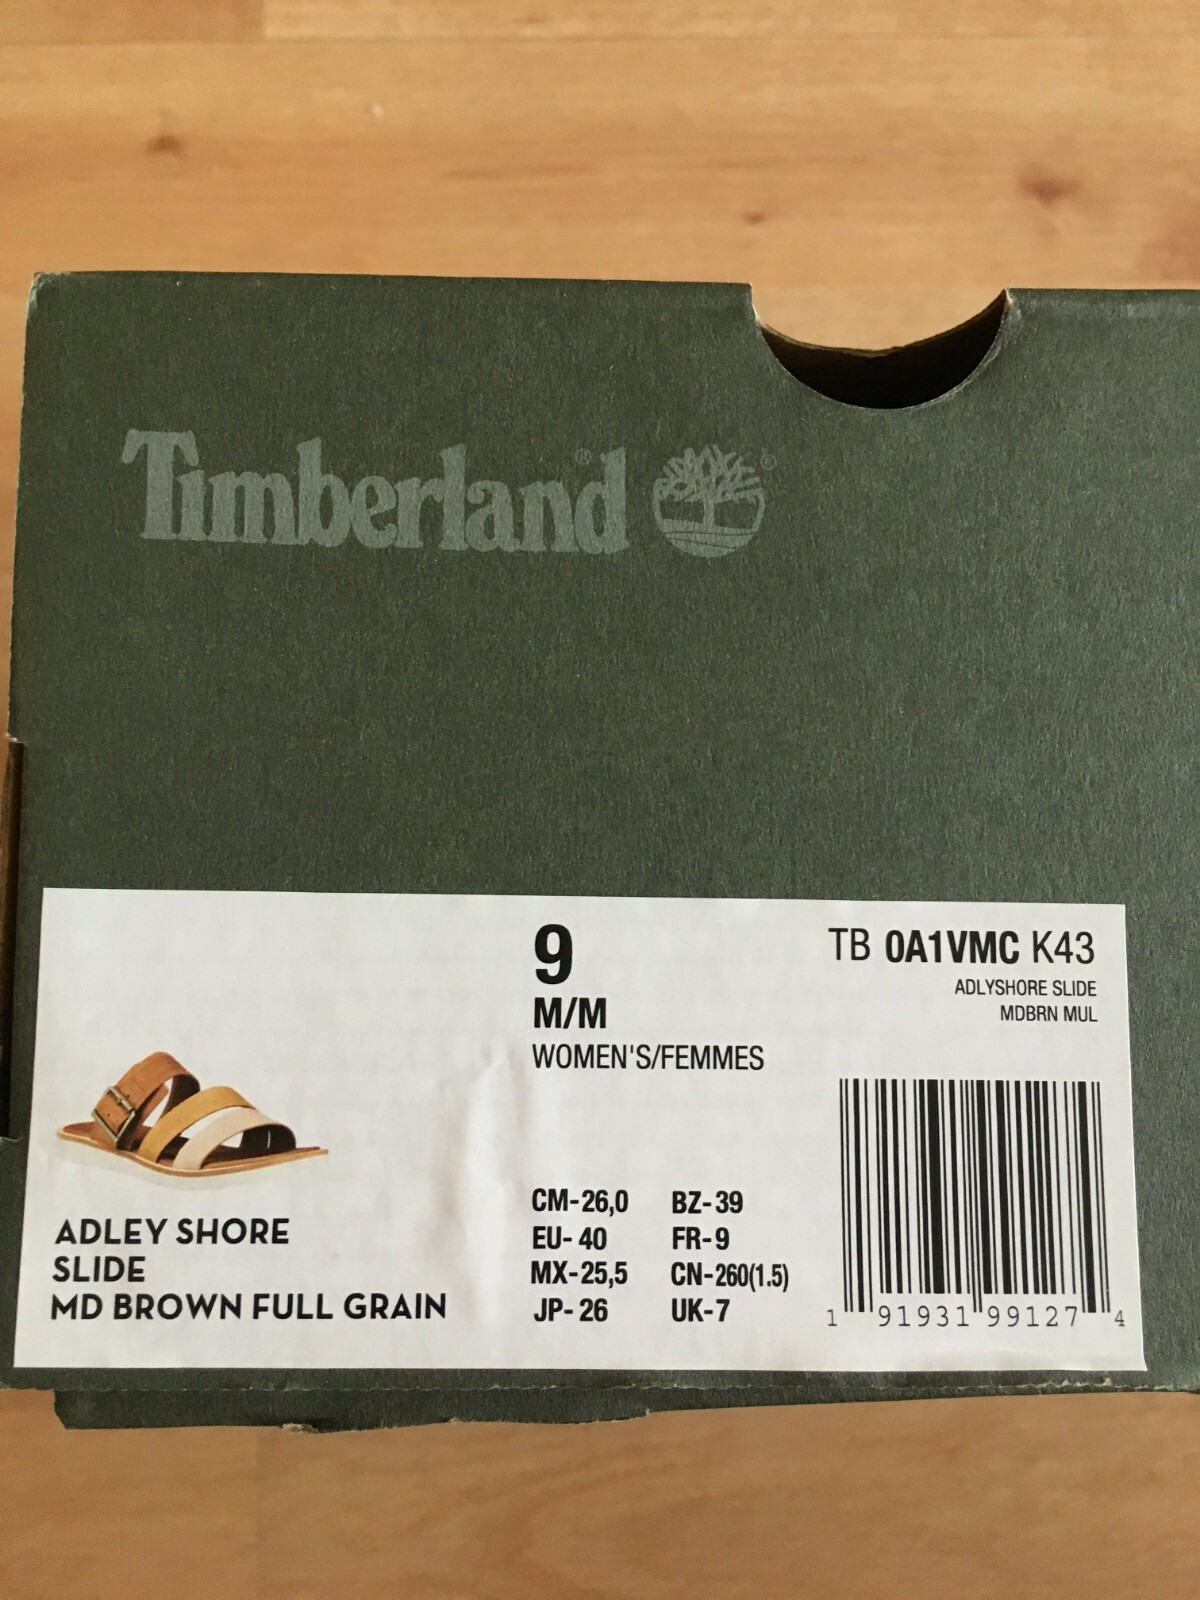 Timberland®
®
9
M/M
WOMEN'S/FEMMES
TB 0A1VMC K43
ADLYSHORE SLIDE
MDBRN MUL
ADLEY SHORE
SLIDE
MD BROWN FULL GRAIN
CM-26,0 BZ-39
EU-40 FR-9
MX-25,5 CN-260(1.5)
JP-26 UK-7
1 91931 99127 4